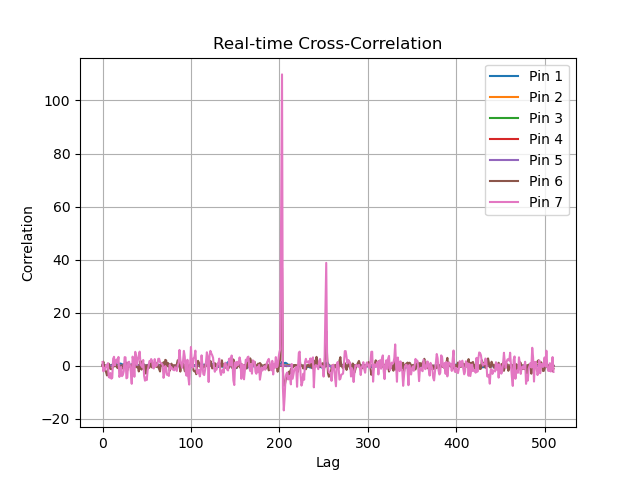 Real-time Cross-Correlation
Correlation
100
80
60
40
20
0
−20
Pin 1
Pin 2
Pin 3
Pin 4
Pin 5
Pin 6
Pin 7
0 100 200 300 400 500
Lag